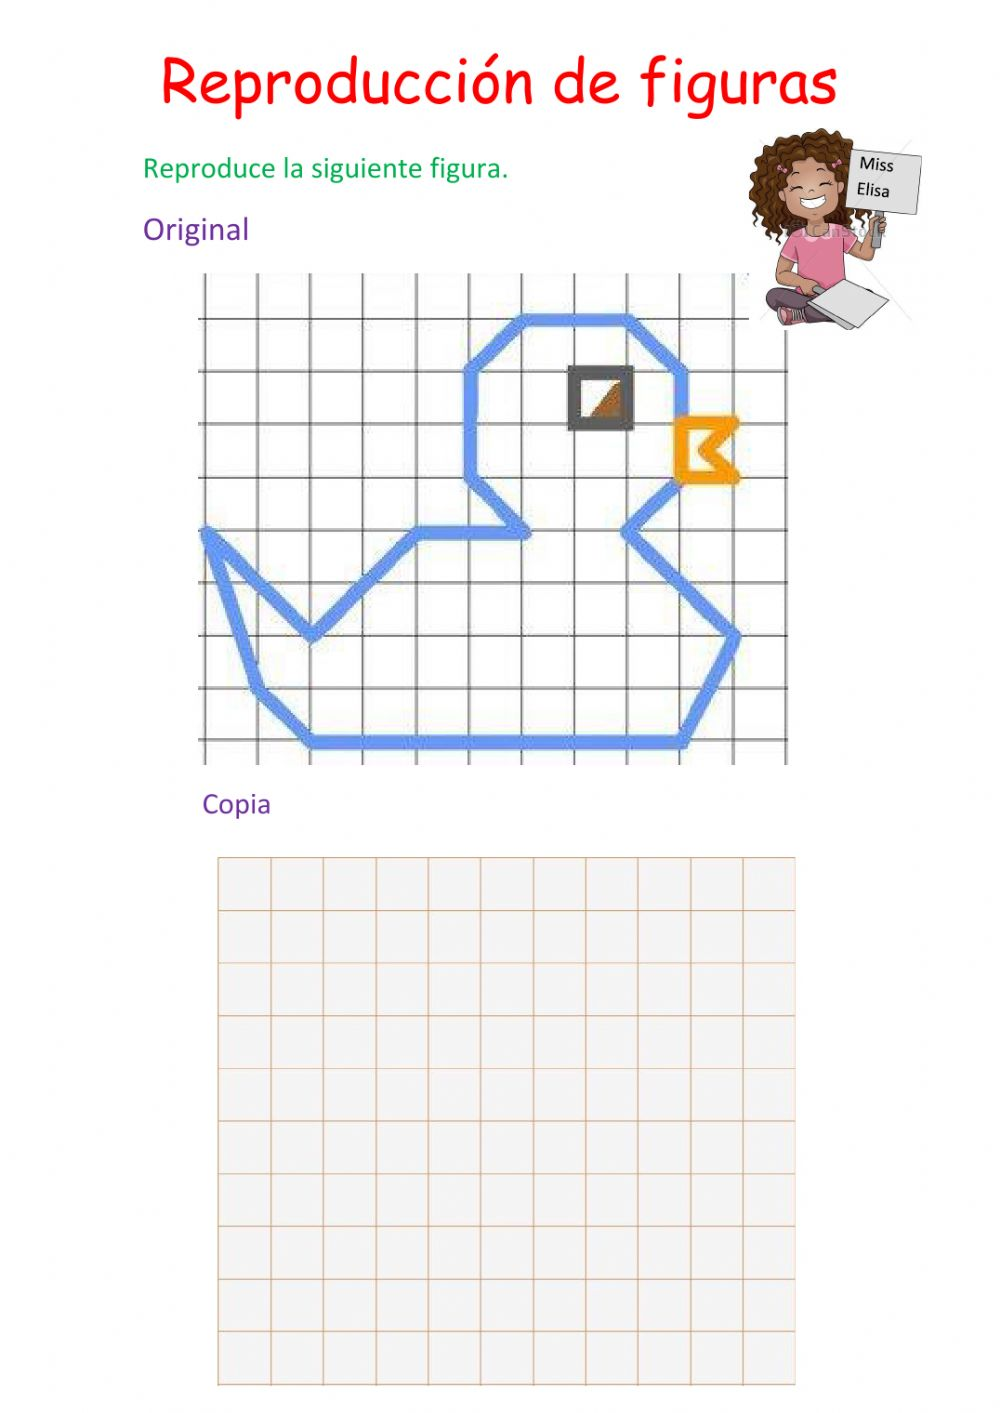 Reproducción de figuras
Reproduce la siguiente figura.
Miss
Elisa
Original
Copia